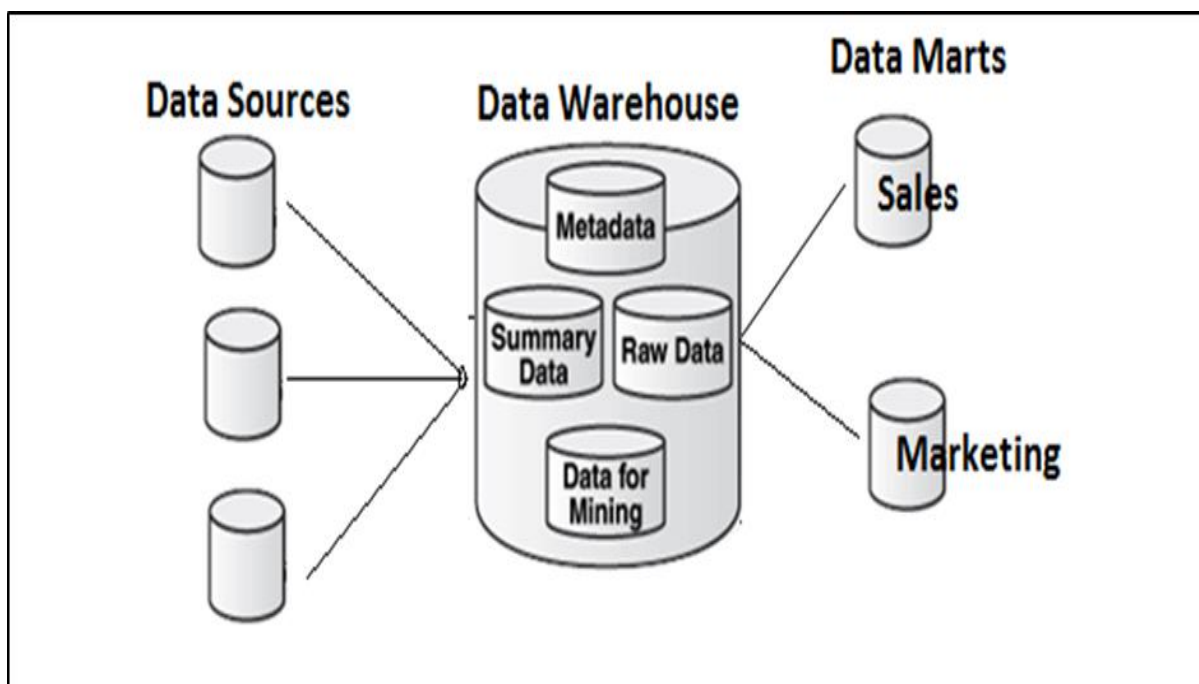 Data Sources
Data Warehouse
Data Marts
Metadata
Summary
Data
Raw Data
Data for
Mining
Sales
Marketing